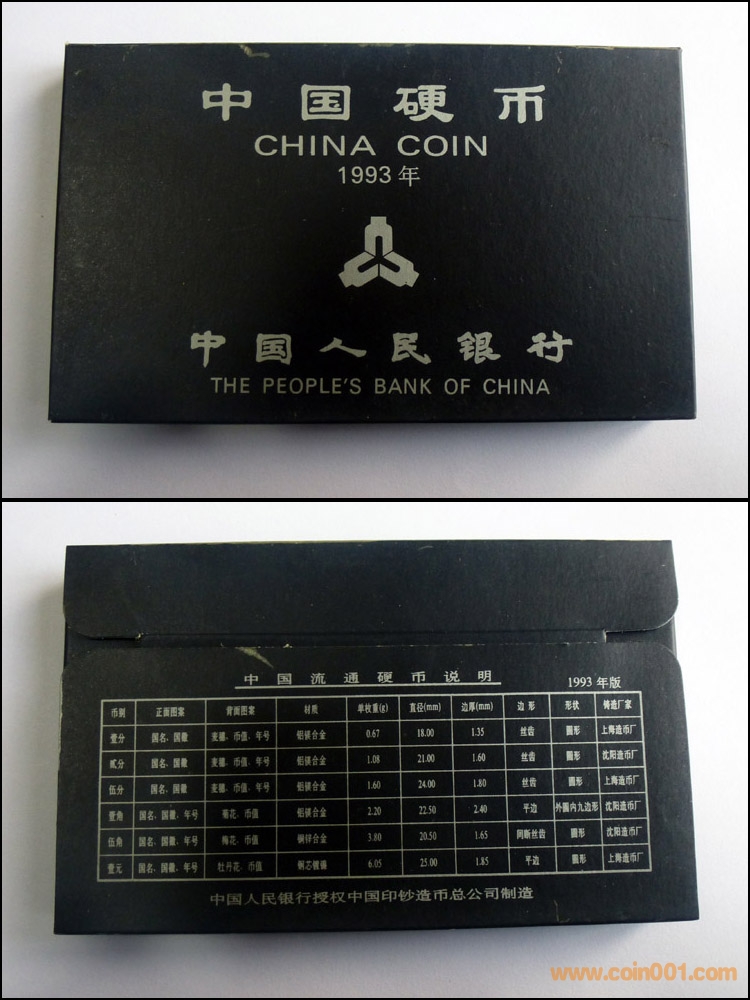 中国硬币
CHINA COIN
1993年
中国人民银行
THE PEOPLE'S BANK OF CHINA
中国流通硬币说明 1993年版
币别 正面图案 背面图案 材质 单枚重(g) 直径(mm) 边厚(mm) 边形 形状 铸造厂家
壹分 国名、国徽 麦穗、币值、年号 铝镁合金 0.67 18.00 1.35 丝齿 圆形 上海造币厂
贰分 国名、国徽 麦穗、币值、年号 铝镁合金 1.08 21.00 1.60 丝齿 圆形 沈阳造币厂
伍分 国名、国徽 麦穗、币值、年号 铝镁合金 1.60 24.00 1.80 丝齿 圆形 上海造币厂
壹角 国名、国徽、年号 菊花、币值 铝镁合金 2.20 22.50 2.40 平边 外圆内九边形 沈阳造币厂
伍角 国名、国徽、年号 梅花、币值 铜锌合金 3.80 20.50 1.65 间断丝齿 圆形 沈阳造币厂
壹元 国名、国徽、年号 牡丹花、币值 钢芯镀镍 6.05 25.00 1.85 平边 圆形 上海造币厂
中国人民银行授权中国印钞造币总公司制造
www.coin001.com